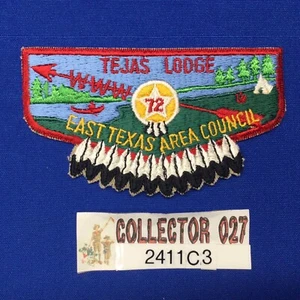 TEJAS LODGE
WWW
72
EAST TEXAS AREA COUNCIL
COLLECTOR 027
2411C3